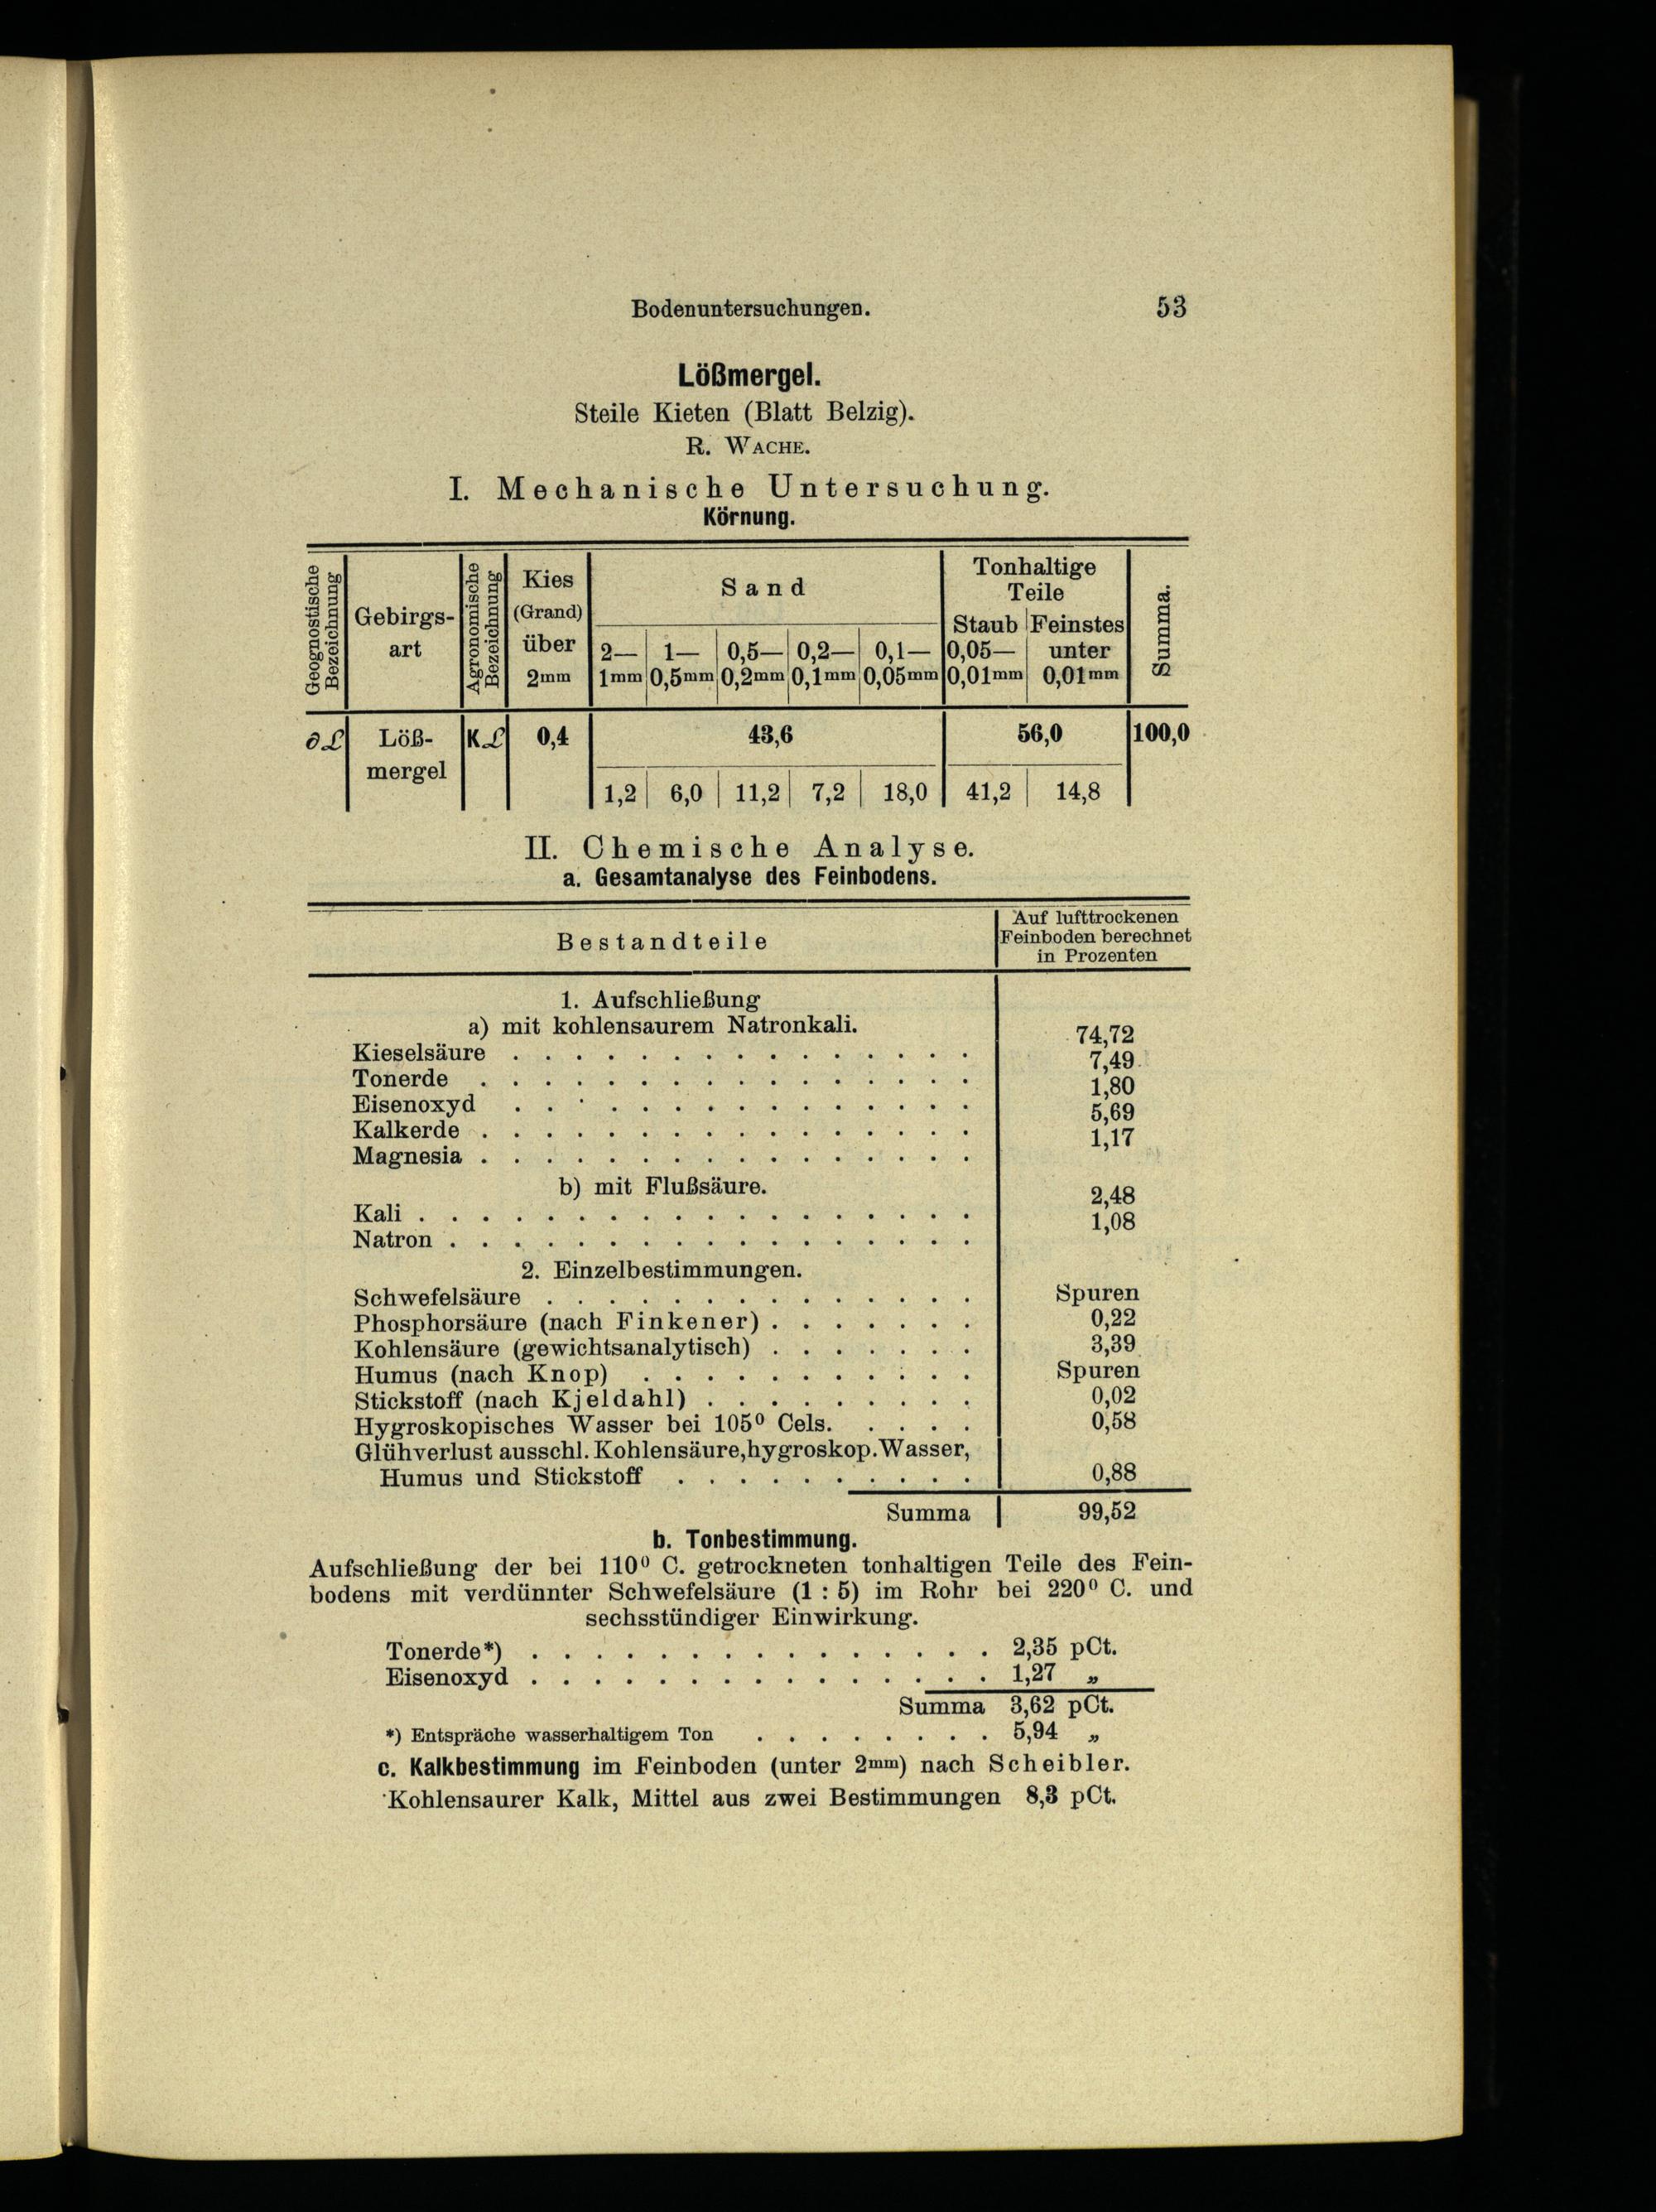 Bodenuntersuchungen. 53
Lößmergel.
Steile Kieten (Blatt Belzig).
R. WACHE.
I. Mechanische Untersuchung.
Körnung.
Geognostische Bezeichnung | Gebirgs-art | Agronomische Bezeichnung | Kies (Grand) über 2mm | Sand | Tonhaltige Teile | Summa.
Staub | Feinstes
2—1mm | 1—0,5mm | 0,5—0,2mm | 0,2—0,1mm | 0,1—0,05mm | 0,05—0,01mm | unter 0,01mm
∂L | Löß-mergel | KL | 0,4 | 43,6 | 56,0 | 100,0
1,2 | 6,0 | 11,2 | 7,2 | 18,0 | 41,2 | 14,8
II. Chemische Analyse.
a. Gesamtanalyse des Feinbodens.
Bestandteile | Auf lufttrockenen Feinboden berechnet in Prozenten
1. Aufschließung
a) mit kohlensaurem Natronkali.
Kieselsäure . . . . . . . . . . . . . . . 74,72
Tonerde . . . . . . . . . . . . . . . . 7,49
Eisenoxyd . . . . . . . . . . . . . . . 1,80
Kalkerde . . . . . . . . . . . . . . . . 5,69
Magnesia . . . . . . . . . . . . . . . . 1,17
b) mit Flußsäure.
Kali . . . . . . . . . . . . . . . . . . 2,48
Natron . . . . . . . . . . . . . . . . . 1,08
2. Einzelbestimmungen.
Schwefelsäure . . . . . . . . . . . . . . Spuren
Phosphorsäure (nach Finkener) . . . . . . . 0,22
Kohlensäure (gewichtsanalytisch) . . . . . . . 3,39
Humus (nach Knop) . . . . . . . . . . . Spuren
Stickstoff (nach Kjeldahl) . . . . . . . . . 0,02
Hygroskopisches Wasser bei 105⁰ Cels. . . . . 0,58
Glühverlust ausschl. Kohlensäure, hygroskop. Wasser,
Humus und Stickstoff . . . . . . . . . . 0,88
Summa | 99,52
b. Tonbestimmung.
Aufschließung der bei 110⁰ C. getrockneten tonhaltigen Teile des Fein-
bodens mit verdünnter Schwefelsäure (1 : 5) im Rohr bei 220⁰ C. und
sechsstündiger Einwirkung.
Tonerde*) . . . . . . . . . . . . . . . 2,35 pCt.
Eisenoxyd . . . . . . . . . . . . . . . 1,27 „
Summa 3,62 pCt.
*) Entspräche wasserhaltigem Ton . . . . . . . . 5,94 „
c. Kalkbestimmung im Feinboden (unter 2mm) nach Scheibler.
Kohlensaurer Kalk, Mittel aus zwei Bestimmungen 8,3 pCt.